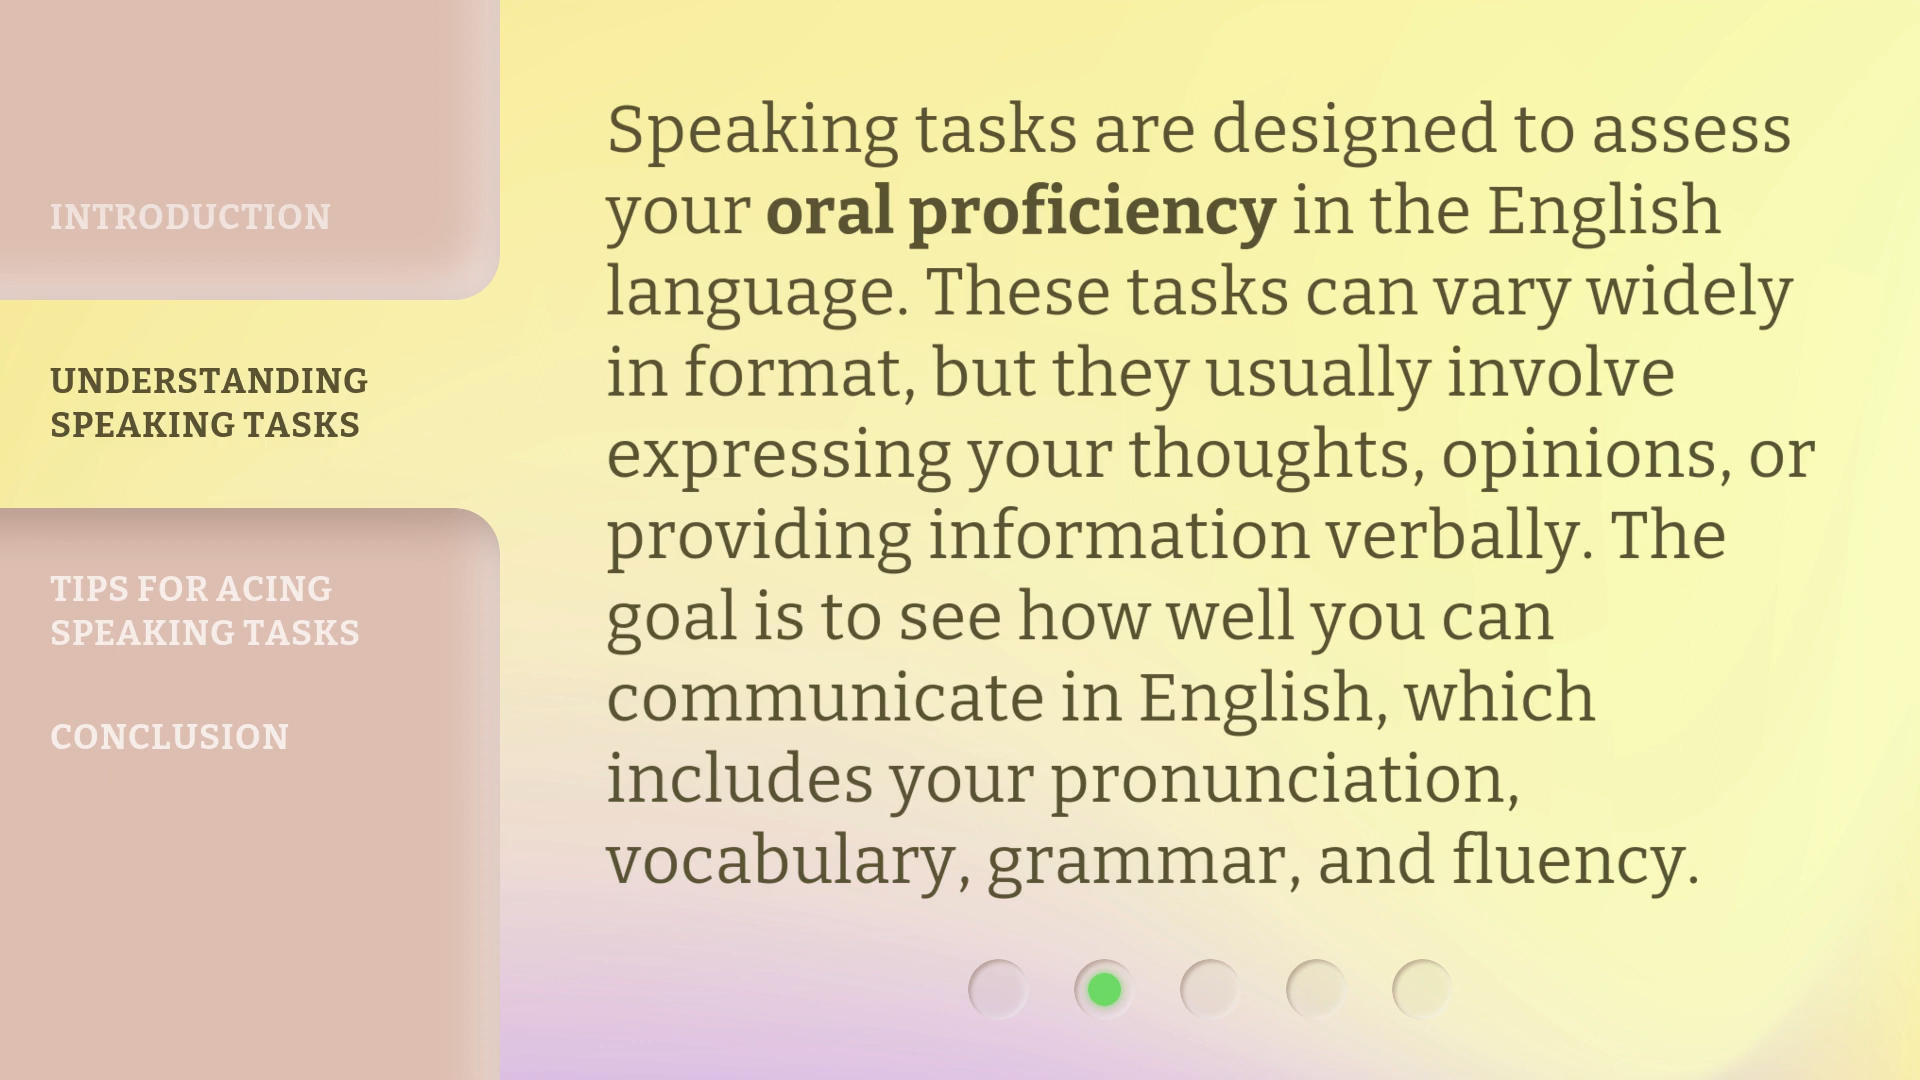 INTRODUCTION
UNDERSTANDING
SPEAKING TASKS
TIPS FOR ACING
SPEAKING TASKS
CONCLUSION
Speaking tasks are designed to assess
your oral proficiency in the English
language. These tasks can vary widely
in format, but they usually involve
expressing your thoughts, opinions, or
providing information verbally. The
goal is to see how well you can
communicate in English, which
includes your pronunciation,
vocabulary, grammar, and fluency.